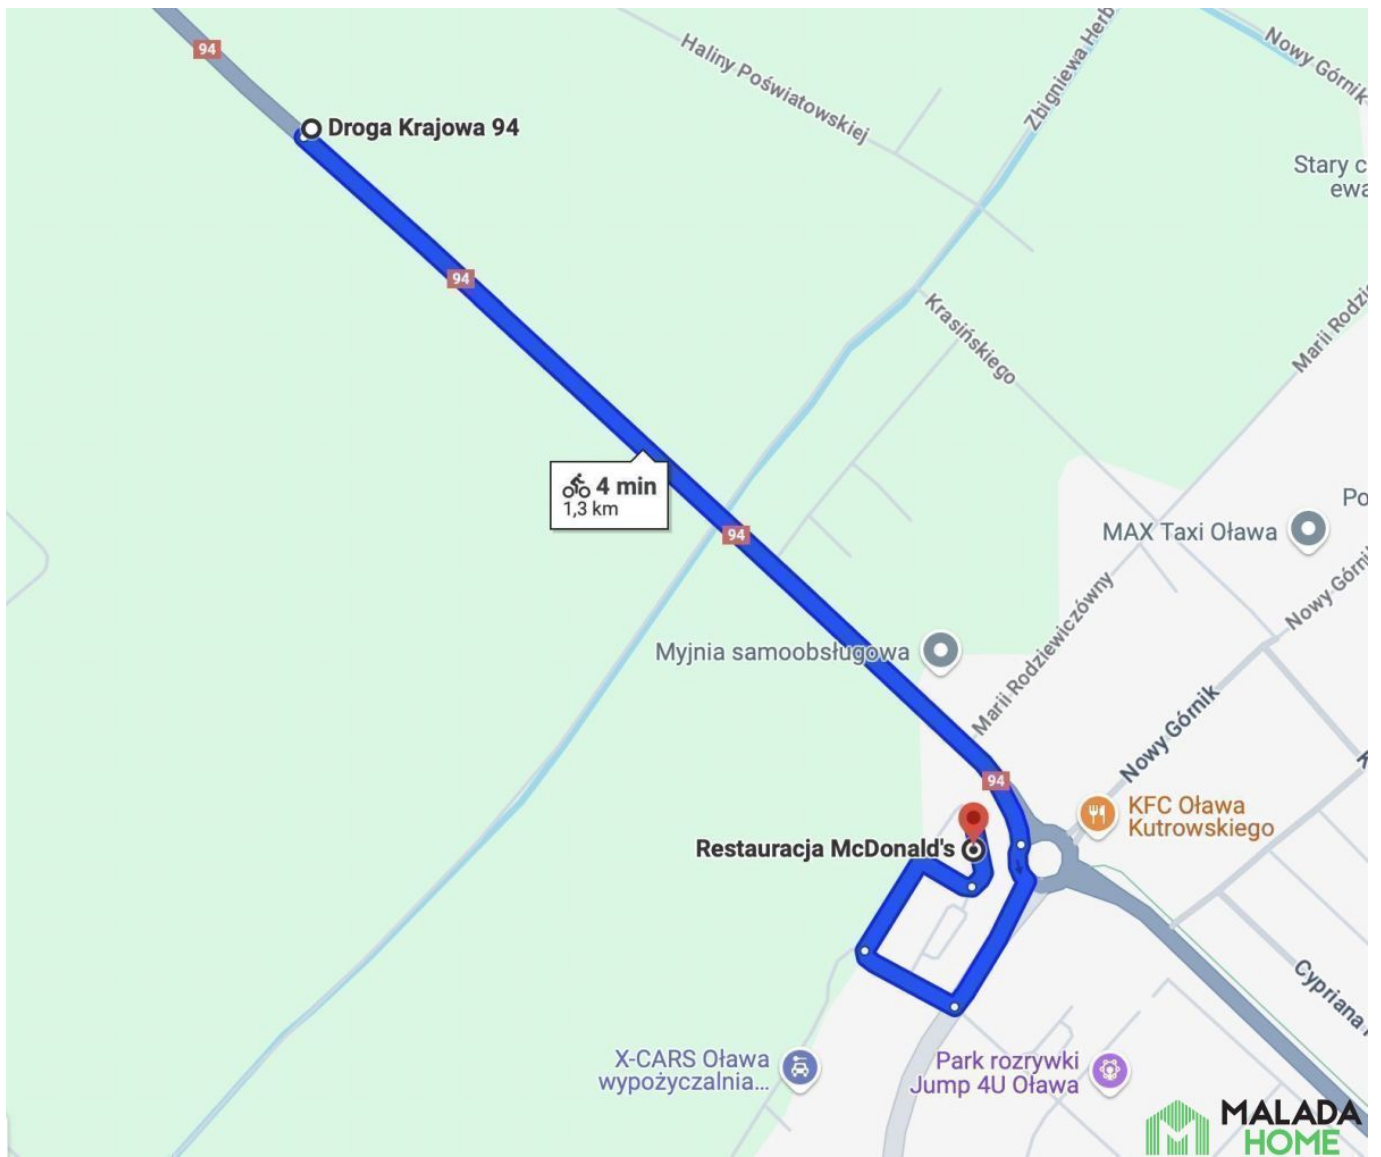 94
Droga Krajowa 94
Haliny Poświatowskiej
Zbigniewa Herb
Nowy Górnik
Stary c
ewa
94
Krasińskiego
Marii Rodzie
4 min
1,3 km
94
MAX Taxi Oława
Po
Nowy Górni
Myjnia samoobsługowa
Marii Rodziewiczówny
Nowy Górnik
K
94
KFC Oława
Kutrowskiego
Restauracja McDonald's
Cypriana
X-CARS Oława
wypożyczalnia...
Park rozrywki
Jump 4U Oława
MALADA
HOME